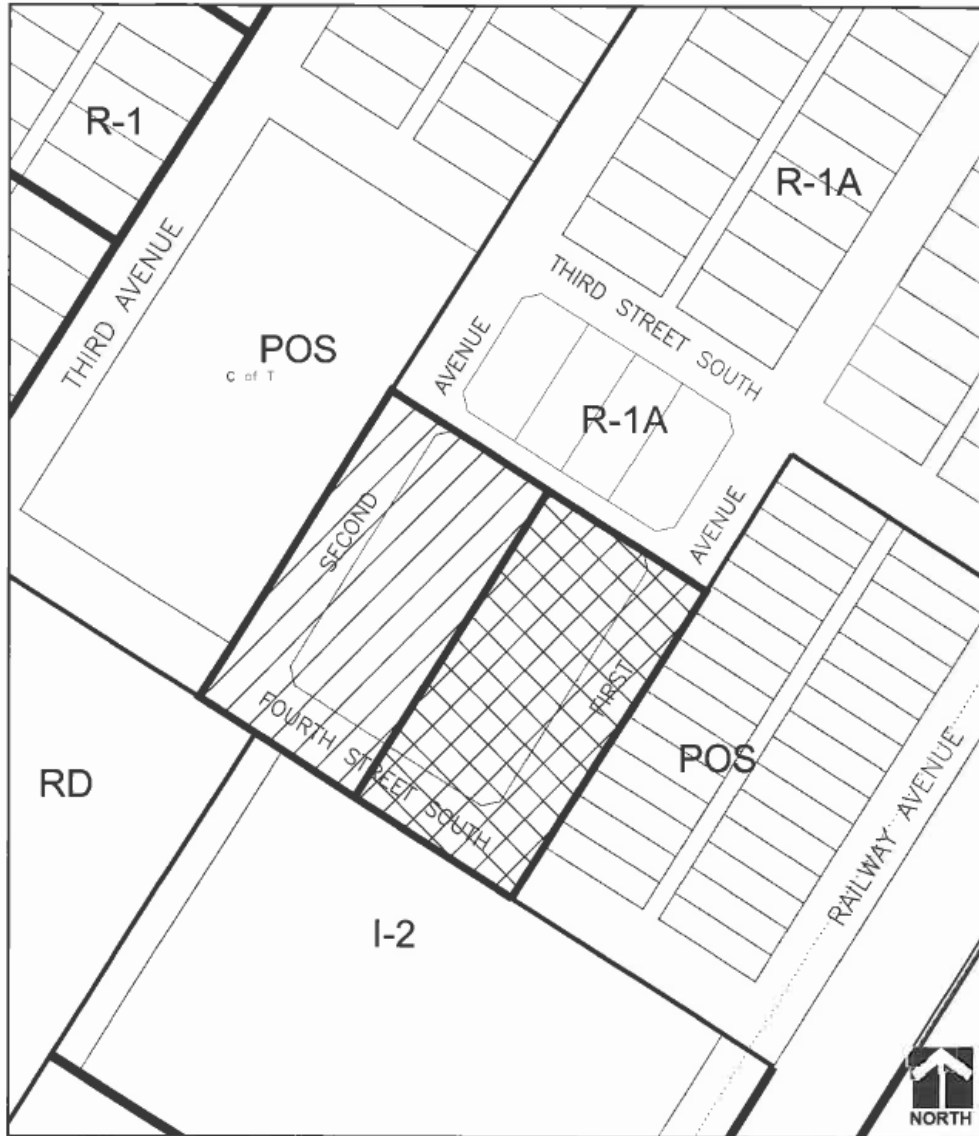 R-1
R-1A
THIRD AVENUE
THIRD STREET SOUTH
POS
C of T
AVENUE
R-1A
SECOND
AVENUE
FIRST
FOURTH STREET SOUTH
POS
RD
RAILWAY AVENUE
I-2
NORTH